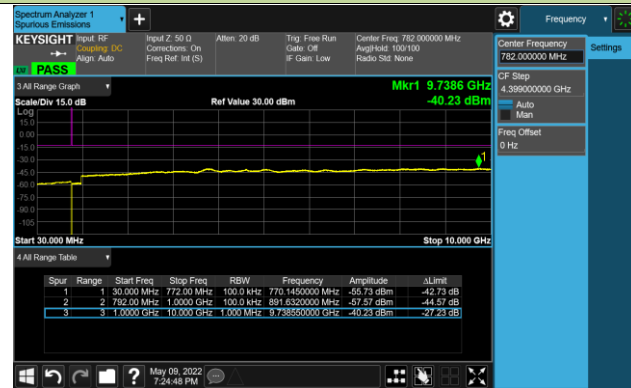 Spectrum Analyzer 1
Spurious Emissions
Frequency
KEYSIGHT Input: RF Input Z: 50 Ω Atten: 20 dB Trig: Free Run Center Freq: 782.000000 MHz
Coupling: DC Corrections: On Gate: Off Avg|Hold: 100/100
Align: Auto Freq Ref: Int (S) IF Gain: Low Radio Std: None
LXI PASS
Center Frequency
782.000000 MHz
Settings
CF Step
4.399000000 GHz
Auto
Man
Freq Offset
0 Hz
3 All Range Graph Mkr1 9.7386 GHz
Scale/Div 15.0 dB Ref Value 30.00 dBm -40.23 dBm
Log
15.0
0.00
-15.0
-30.0
1
-45.0
-60.0
-75.0
-90.0
-105
Start 30.000 MHz Stop 10.000 GHz
4 All Range Table
Spur Range Start Freq Stop Freq RBW Frequency Amplitude ΔLimit
1 1 30.000 MHz 772.00 MHz 100.0 kHz 770.1450000 MHz -55.73 dBm -42.73 dB
2 2 792.00 MHz 1.0000 GHz 100.0 kHz 891.6320000 MHz -57.57 dBm -44.57 dB
3 3 1.0000 GHz 10.000 GHz 1.000 MHz 9.738550000 GHz -40.23 dBm -27.23 dB
? May 09, 2022
7:24:48 PM